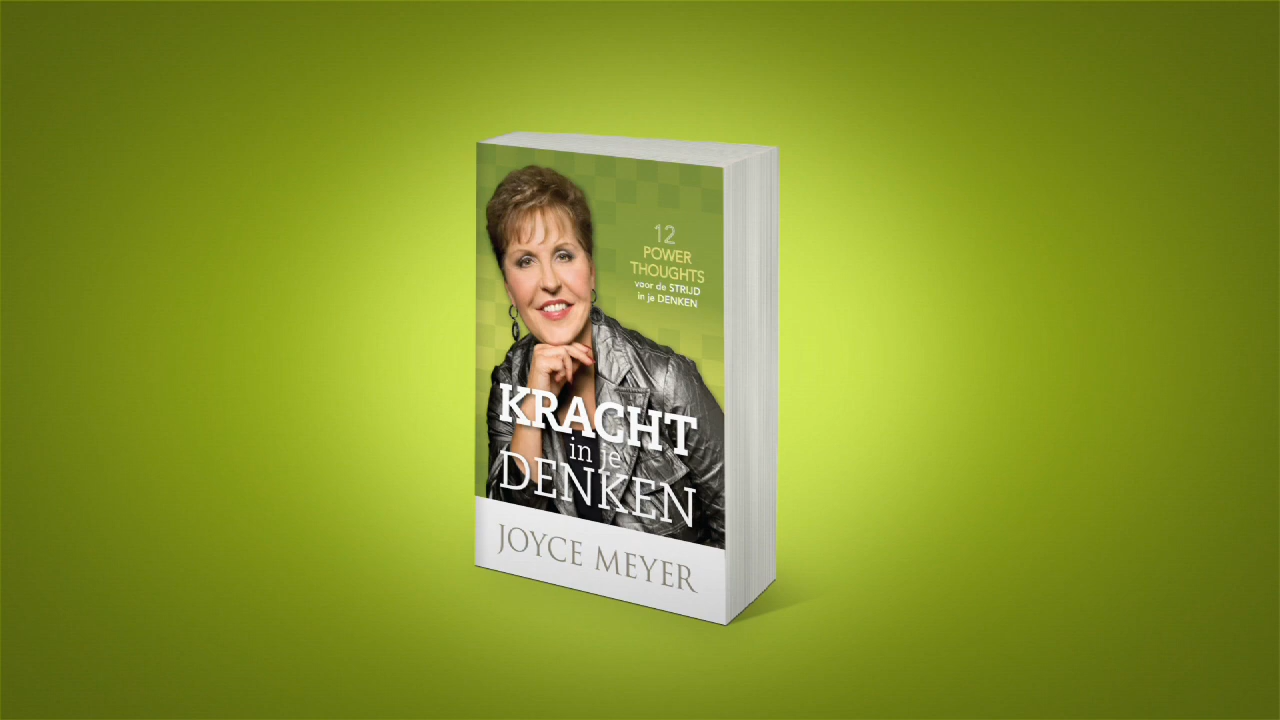 12
POWER
THOUGHTS
voor de STRIJD
in je DENKEN
KRACHT
in je
DENKEN
JOYCE MEYER